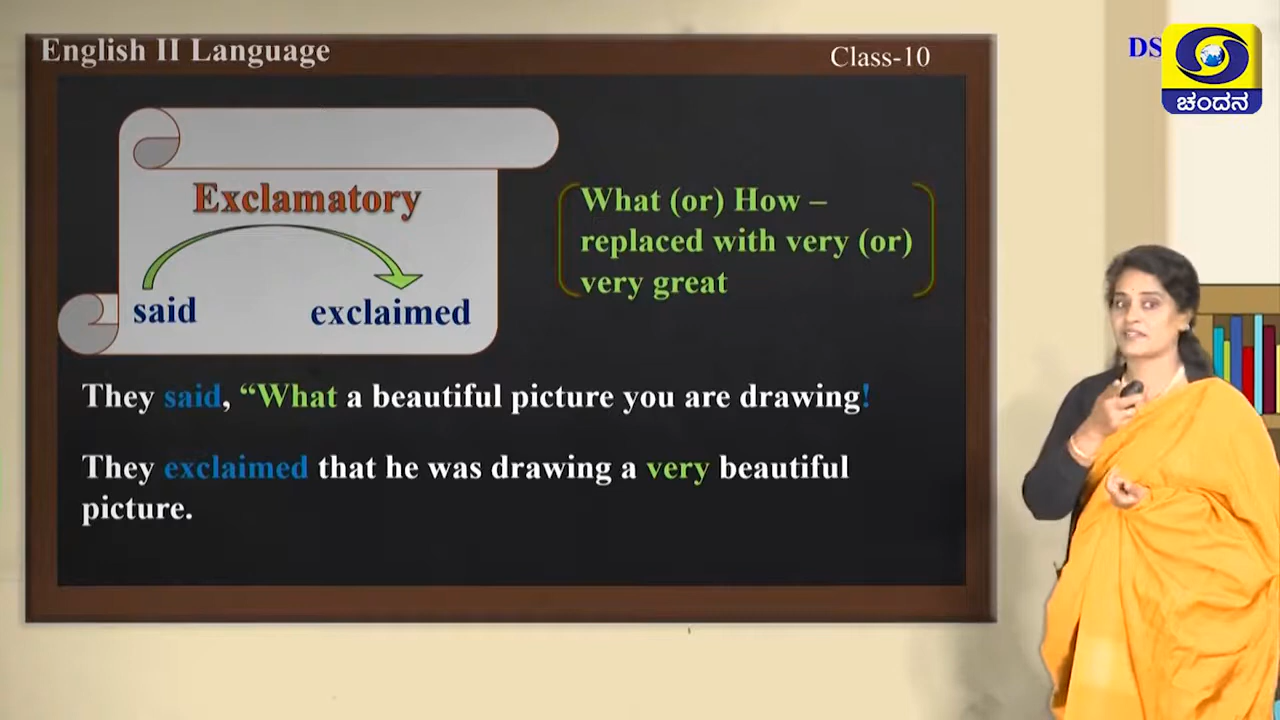 English II Language
Class-10
DS
ಚಂದನ
Exclamatory
said exclaimed
What (or) How –
replaced with very (or)
very great
They said, “What a beautiful picture you are drawing!
They exclaimed that he was drawing a very beautiful
picture.